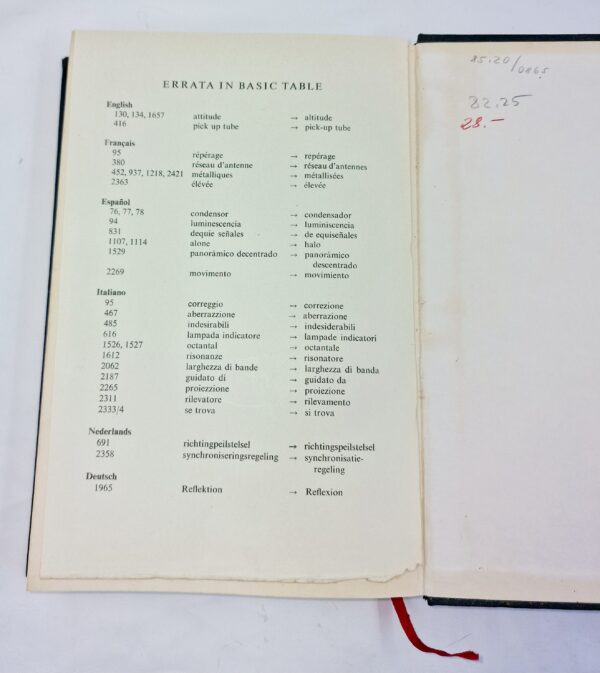 ERRATA IN BASIC TABLE
English
130, 134, 1657 attitude → altitude
416 pick up tube → pick-up tube
Français
95 répérage → repérage
380 réseau d'antenne → réseau d'antennes
452, 937, 1218, 2421 métalliques → métallisées
2363 élévée → élevée
Español
76, 77, 78 condensor → condensador
94 luminescencia → luminiscencia
831 dequie señales → de equiseñales
1107, 1114 alone → halo
1529 panorámico decentrado → panorámico
descentrado
2269 movimento → movimiento
Italiano
95 correggio → correzione
467 aberrazzione → aberrazione
485 indesirabili → indesiderabili
616 lampada indicatore → lampade indicatori
1526, 1527 octantal → octantale
1612 risonanze → risonatore
2062 larghezza di bande → larghezza di banda
2187 guidato di → guidato da
2265 proiezzione → proiezione
2311 rilevatore → rilevamento
2333/4 se trova → si trova
Nederlands
691 richtingpeilstelsel → richtingspeilstelsel
2358 synchroniseringsregeling → synchronisatie-
regeling
Deutsch
1965 Reflektion → Reflexion
85.20/0865
22.25
28.-